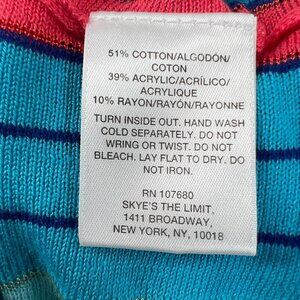 51% COTTON/ALGODÓN/
COTON
39% ACRYLIC/ACRÍLICO/
ACRYLIQUE
10% RAYON/RAYÓN/RAYONNE
TURN INSIDE OUT. HAND WASH
COLD SEPARATELY. DO NOT
WRING OR TWIST. DO NOT
BLEACH. LAY FLAT TO DRY. DO
NOT IRON.
RN 107680
SKYE'S THE LIMIT,
1411 BROADWAY,
NEW YORK, NY, 10018